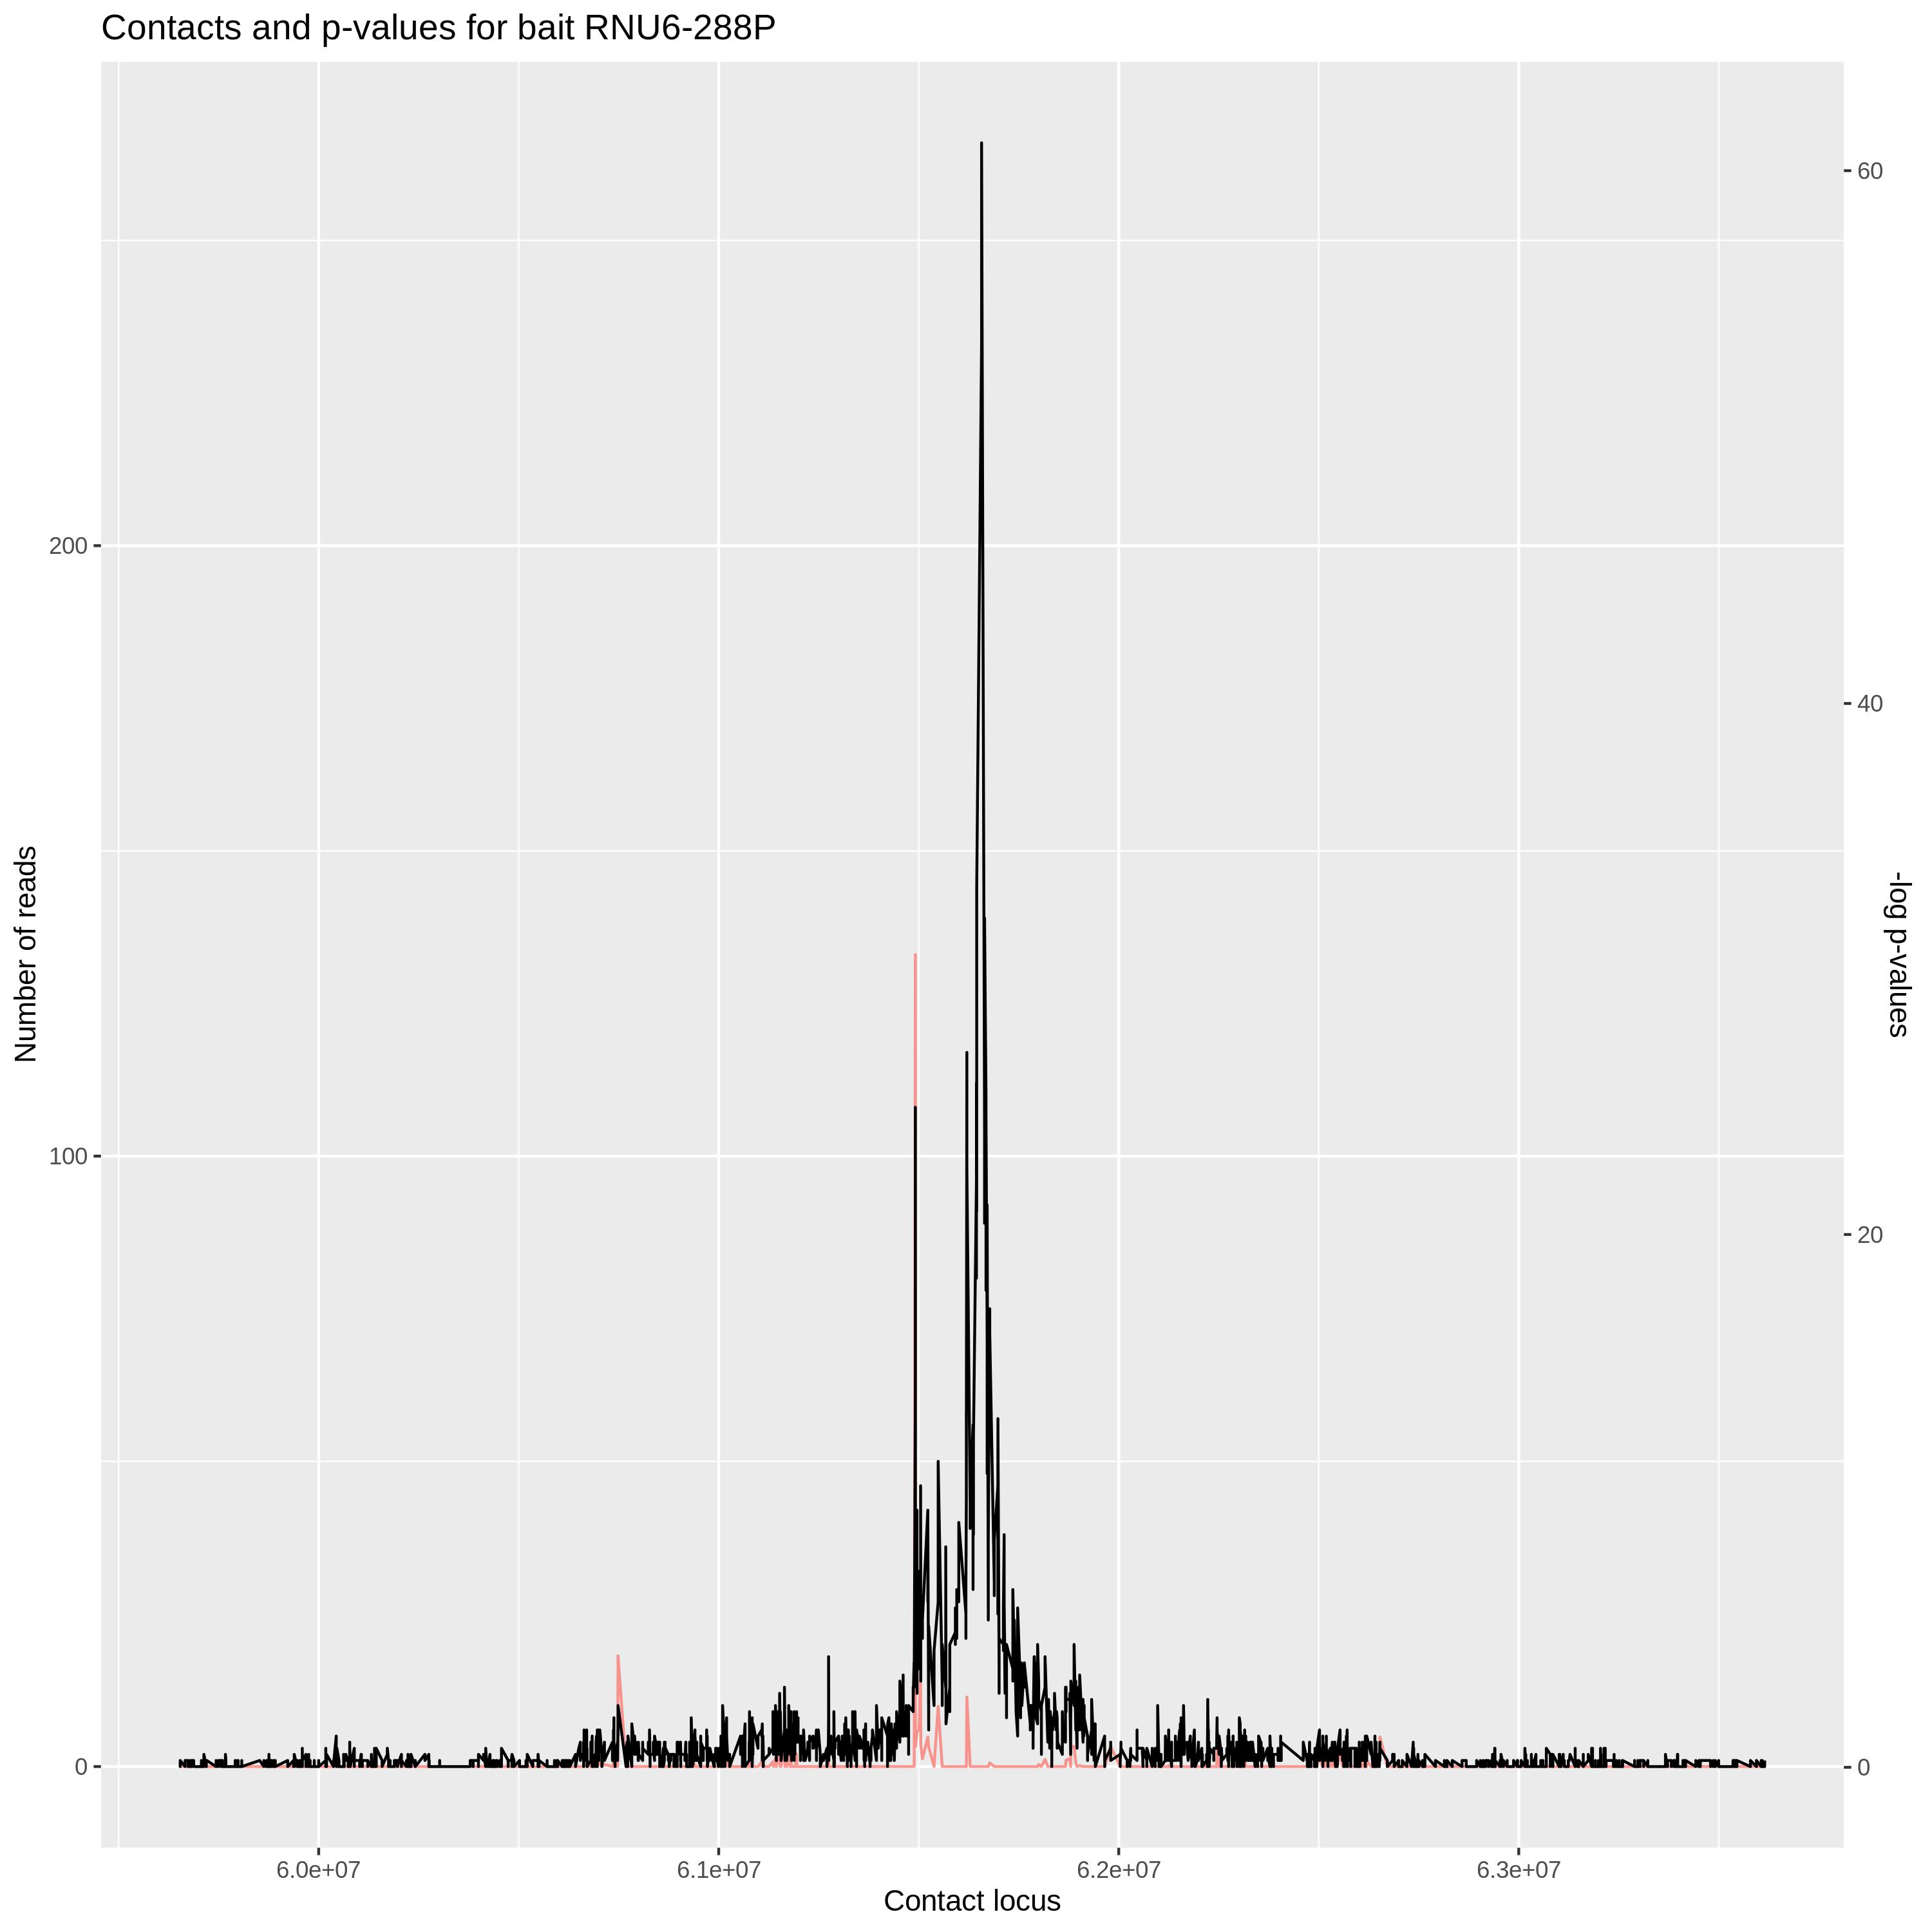 Contacts and p-values for bait RNU6-288P
Number of reads
200
100
0
60
40
20
0
-log p-values
6.0e+07
6.1e+07
6.2e+07
6.3e+07
Contact locus